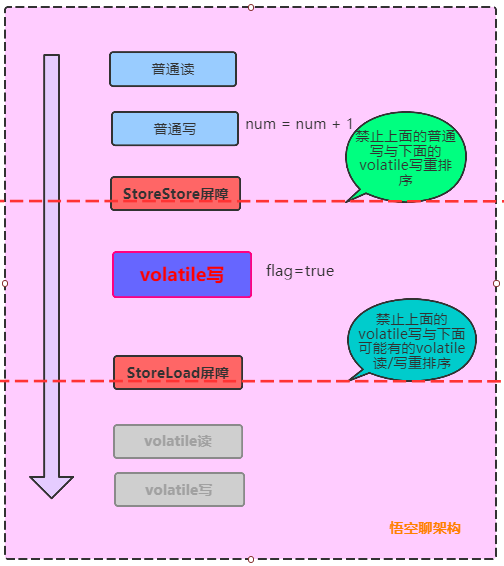 普通读
普通写
num = num + 1
禁止上面的普通
写与下面的
volatile写重排
序
StoreStore屏障
volatile写
flag=true
禁止上面的
volatile写与下面
可能有的volatile
读/写重排序
StoreLoad屏障
volatile读
volatile写
悟空聊架构